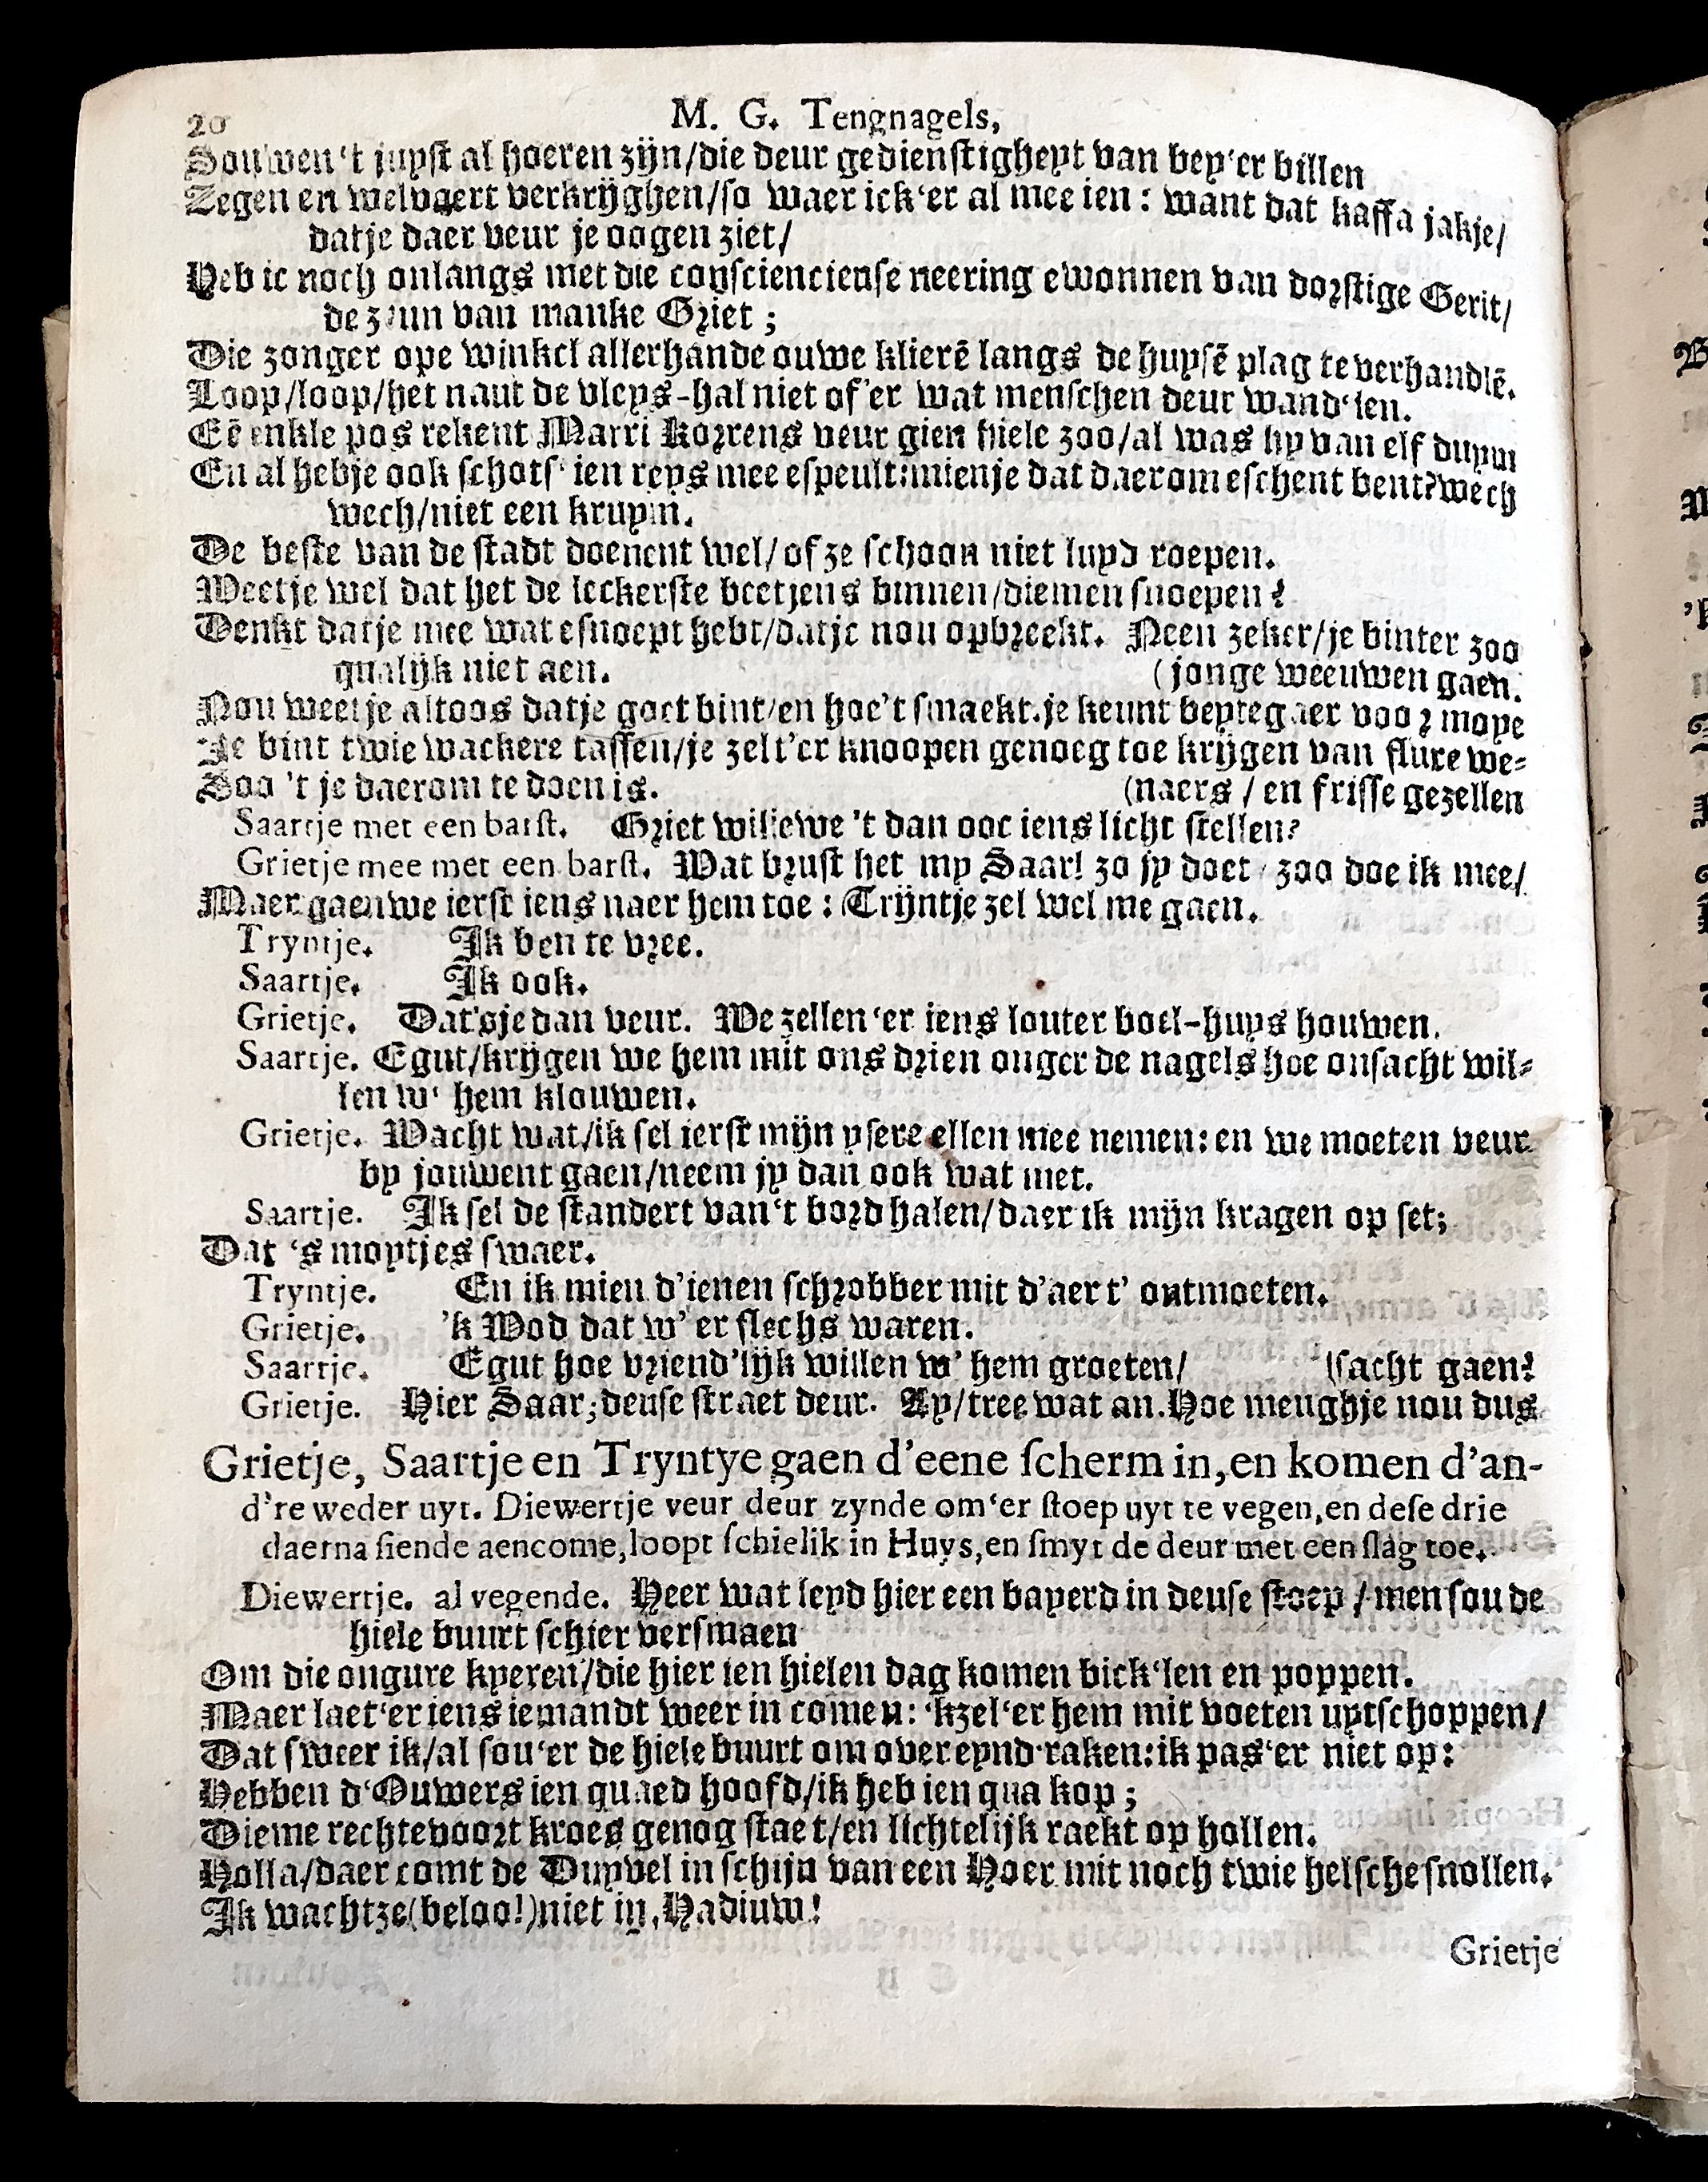 20 M. G. Tengnagels,
Souwen't juyst al hoeren zijn/die deur gedienstigheyt van bey'er billen
Zegen en welvaert verkrijghen/so waer ick'er al mee ien: want dat kaffa jakje/
datje daer veur je oogen ziet/
Heb ic noch onlangs met die conscienciense neering ewonnen van dorstige Gerit/
de zeun van manke Griet;
Die zonger ope winkel allerhande ouwe klierē langs de huysē plag te verhandlē.
Loop/loop/het naut de vleys-hal niet of'er wat menschen deur wand'len.
Eē enkle pos rekent Marri Korrens veur gien hiele zoo/al was hy van elf duym
En al hebje ook schots' ien reys mee espeult: mienje dat daerom eschent bent? wech
wech/niet een kruym.
De beste van de stadt doenent wel/of ze schoon niet luyd roepen.
Weetje wel dat het de leckerste beetjens binnen/diemen snoepen?
Denkt datje mee wat esnoept hebt/datje nou opbreekt. Neen zeker/je binter zoo
qualijk niet aen. (jonge weeuwen gaen.
Nou weetje altoos datje goet bint/en hoe't smaekt. je keunt beytegaer voor moye
Je bint twie wackere tassen/je zelt'er knoopen genoeg toe krijgen van flure we-
Soo 't je daerom te doen is. (naers / en frisse gezellen
Saartje met een barst. Griet willewe 't dan ooc iens licht stellen?
Grietje mee met een barst. Wat brust het my Saar! zo jy doet / zoo doe ik mee/
Maer gaenwe ierst iens naer hem toe: Trijntje zel wel me gaen.
Tryntje. Ik ben te vree.
Saartje. Ik ook.
Grietje. Dat'sje dan veur. We zellen 'er iens louter boel-huys houwen.
Saartje. Egut/krijgen we hem mit ons drien onger de nagels hoe onsacht wil-
len w' hem klouwen.
Grietje. Wacht wat/ik sel ierst mijn ysere ellen mee nemen: en we moeten veur
by jouwent gaen/neem jy dan ook wat met.
Saartje. Ik sel de standert van't bord halen/daer ik mijn kragen op set;
Dat 's moytjes swaer.
Tryntje. En ik mien d'ienen schrobber mit d'aer t' ontmoeten.
Grietje. 'k Wod dat w' er flechs waren.
Saartje. Egut hoe vriend'lijk willen w' hem groeten/ (sacht gaen?
Grietje. Hier Saar; deuse straet deur. Ay/tree wat an. Hoe meughje nou dus
Grietje, Saartje en Tryntye gaen d'eene scherm in, en komen d'an-
d're weder uyt. Diewertje veur deur zynde om 'er stoep uyt te vegen, en dese drie
daerna siende aencome, loopt schielik in Huys, en smyt de deur met een slag toe.
Diewertje. al vegende. Heer wat leyd hier een bayerd in deuse stoep / men sou de
hiele buurt schier versmaen
Om die ongure kyeren/die hier ien hielen dag komen bick'len en poppen.
Maer laet'er iens iemandt weer in comen: 'kzel'er hem mit voeten uytschoppen/
Dat sweer ik/al sou'er de hiele buurt om over eynd raken: ik pas'er niet op:
Hebben d'Ouwers ien quaed hoofd/ik heb ien qua kop;
Dieme rechtevoort kroes genog staet/en lichtelijk raekt op hollen.
Holla/daer comt de Duyvel in schijn van een Hoer mit noch twie helsche snollen.
Ik wachtze(beloo!)niet in, Hadiuw!
Grietje